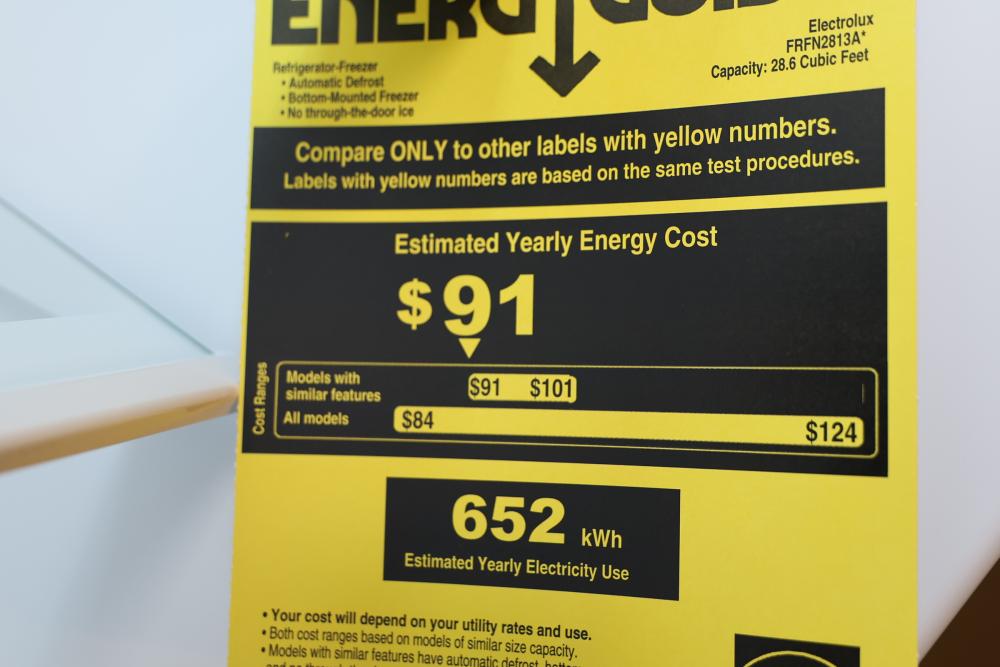 ENERGYGUIDE
Electrolux
FRFN2813A*
Capacity: 28.6 Cubic Feet
Refrigerator-Freezer
• Automatic Defrost
• Bottom-Mounted Freezer
• No through-the-door ice
Compare ONLY to other labels with yellow numbers.
Labels with yellow numbers are based on the same test procedures.
Estimated Yearly Energy Cost
$91
Cost Ranges
Models with
similar features
$91 $101
All models
$84 $124
652 kWh
Estimated Yearly Electricity Use
• Your cost will depend on your utility rates and use.
• Both cost ranges based on models of similar size capacity.
• Models with similar features have automatic defrost,